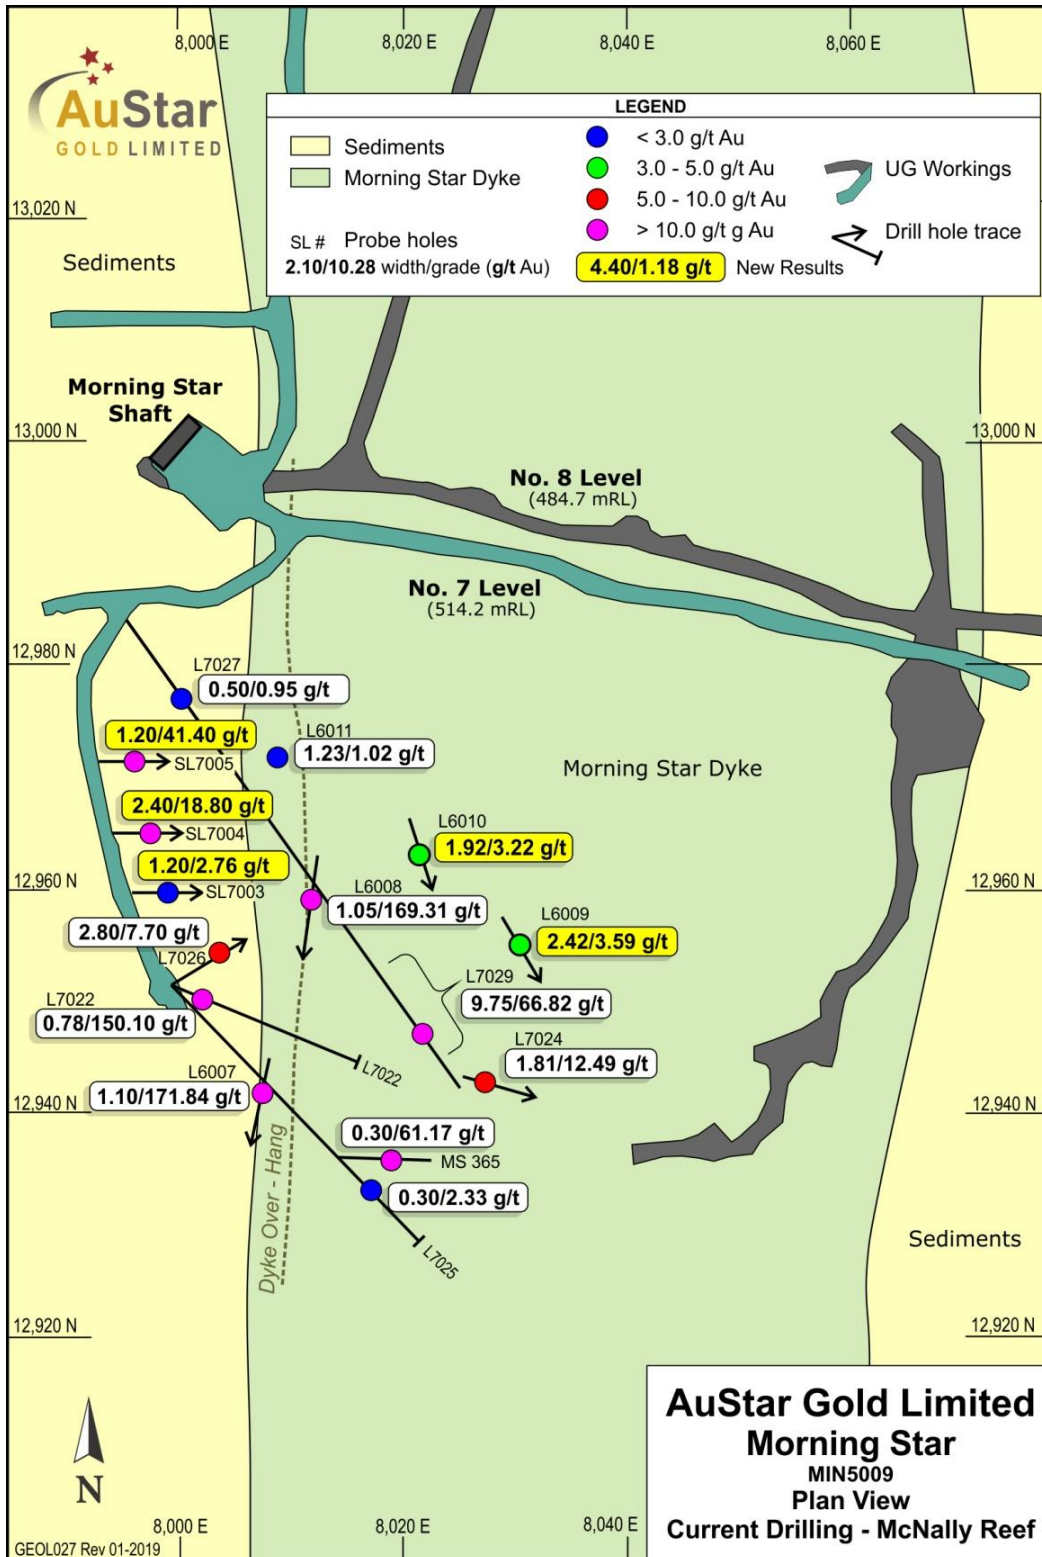 8,000 E
8,020 E
8,040 E
8,060 E
AuStar
GOLD LIMITED
LEGEND
Sediments
Morning Star Dyke
SL # Probe holes
2.10/10.28 width/grade (g/t Au)
< 3.0 g/t Au
3.0 - 5.0 g/t Au
5.0 - 10.0 g/t Au
> 10.0 g/t g Au
4.40/1.18 g/t New Results
UG Workings
Drill hole trace
13,020 N
Sediments
Morning Star
Shaft
13,000 N
13,000 N
No. 8 Level
(484.7 mRL)
No. 7 Level
(514.2 mRL)
12,980 N
L7027
0.50/0.95 g/t
1.20/41.40 g/t
SL7005
L6011
1.23/1.02 g/t
Morning Star Dyke
2.40/18.80 g/t
SL7004
L6010
1.92/3.22 g/t
1.20/2.76 g/t
SL7003
12,960 N
12,960 N
L6008
1.05/169.31 g/t
L6009
2.42/3.59 g/t
2.80/7.70 g/t
L7026
L7029
9.75/66.82 g/t
L7022
0.78/150.10 g/t
L7022
L7024
1.81/12.49 g/t
L6007
1.10/171.84 g/t
12,940 N
12,940 N
0.30/61.17 g/t
MS 365
0.30/2.33 g/t
L7025
Dyke Over - Hang
Sediments
12,920 N
12,920 N
N
8,000 E
8,020 E
8,040 E
GEOL027 Rev 01-2019
AuStar Gold Limited
Morning Star
MIN5009
Plan View
Current Drilling - McNally Reef